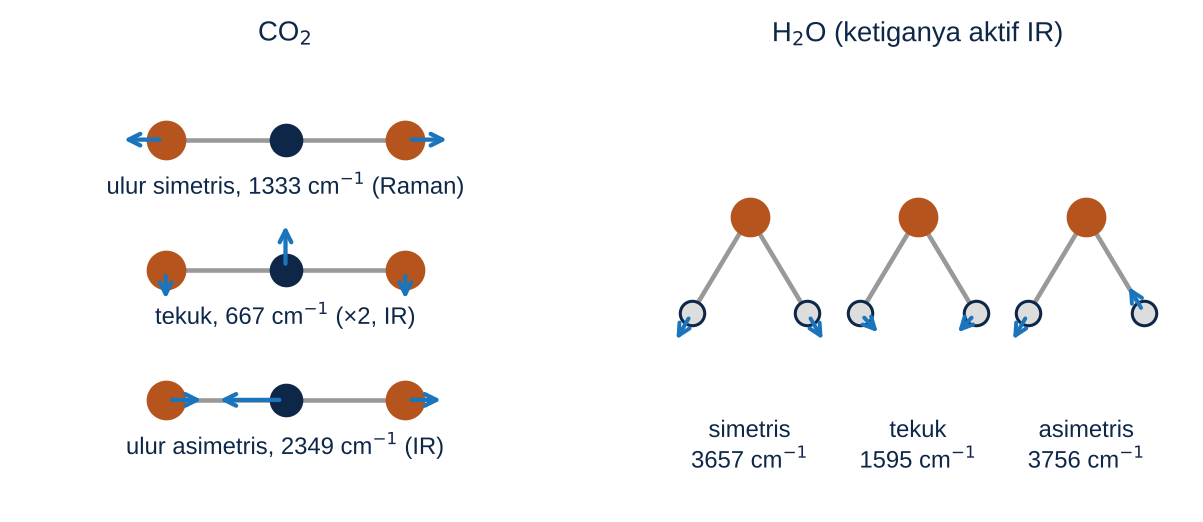 CO₂
ulur simetris, 1333 cm⁻¹ (Raman)
tekuk, 667 cm⁻¹ (×2, IR)
ulur asimetris, 2349 cm⁻¹ (IR)
H₂O (ketiganya aktif IR)
simetris
3657 cm⁻¹
tekuk
1595 cm⁻¹
asimetris
3756 cm⁻¹